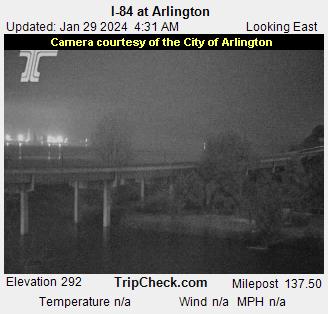 I-84 at Arlington
Updated: Jan 29 2024 4:31 AM Looking East
Camera courtesy of the City of Arlington
Elevation 292 TripCheck.com Milepost 137.50
Temperature n/a Wind n/a MPH n/a